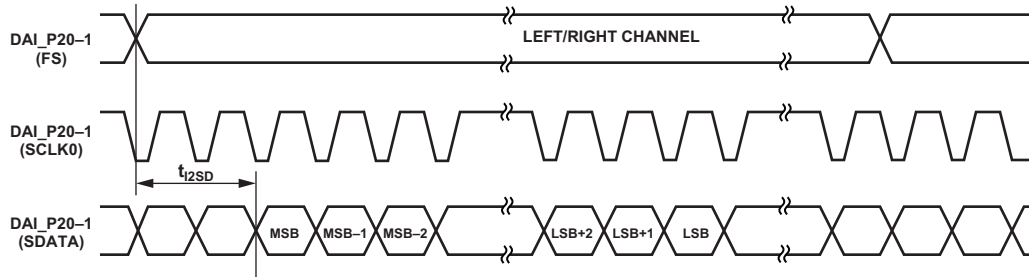 DAI_P20–1
(FS)
LEFT/RIGHT CHANNEL
DAI_P20–1
(SCLK0)
tI2SD
DAI_P20–1
(SDATA)
MSB
MSB–1
MSB–2
LSB+2
LSB+1
LSB